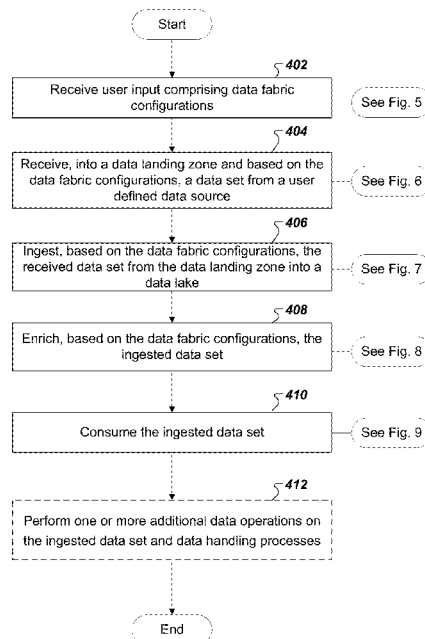 Start
402
Receive user input comprising data fabric
configurations
See Fig. 5
404
Receive, into a data landing zone and based on the
data fabric configurations, a data set from a user
defined data source
See Fig. 6
406
Ingest, based on the data fabric configurations, the
received data set from the data landing zone into a
data lake
See Fig. 7
408
Enrich, based on the data fabric configurations, the
ingested data set
See Fig. 8
410
Consume the ingested data set
See Fig. 9
412
Perform one or more additional data operations on
the ingested data set and data handling processes
End